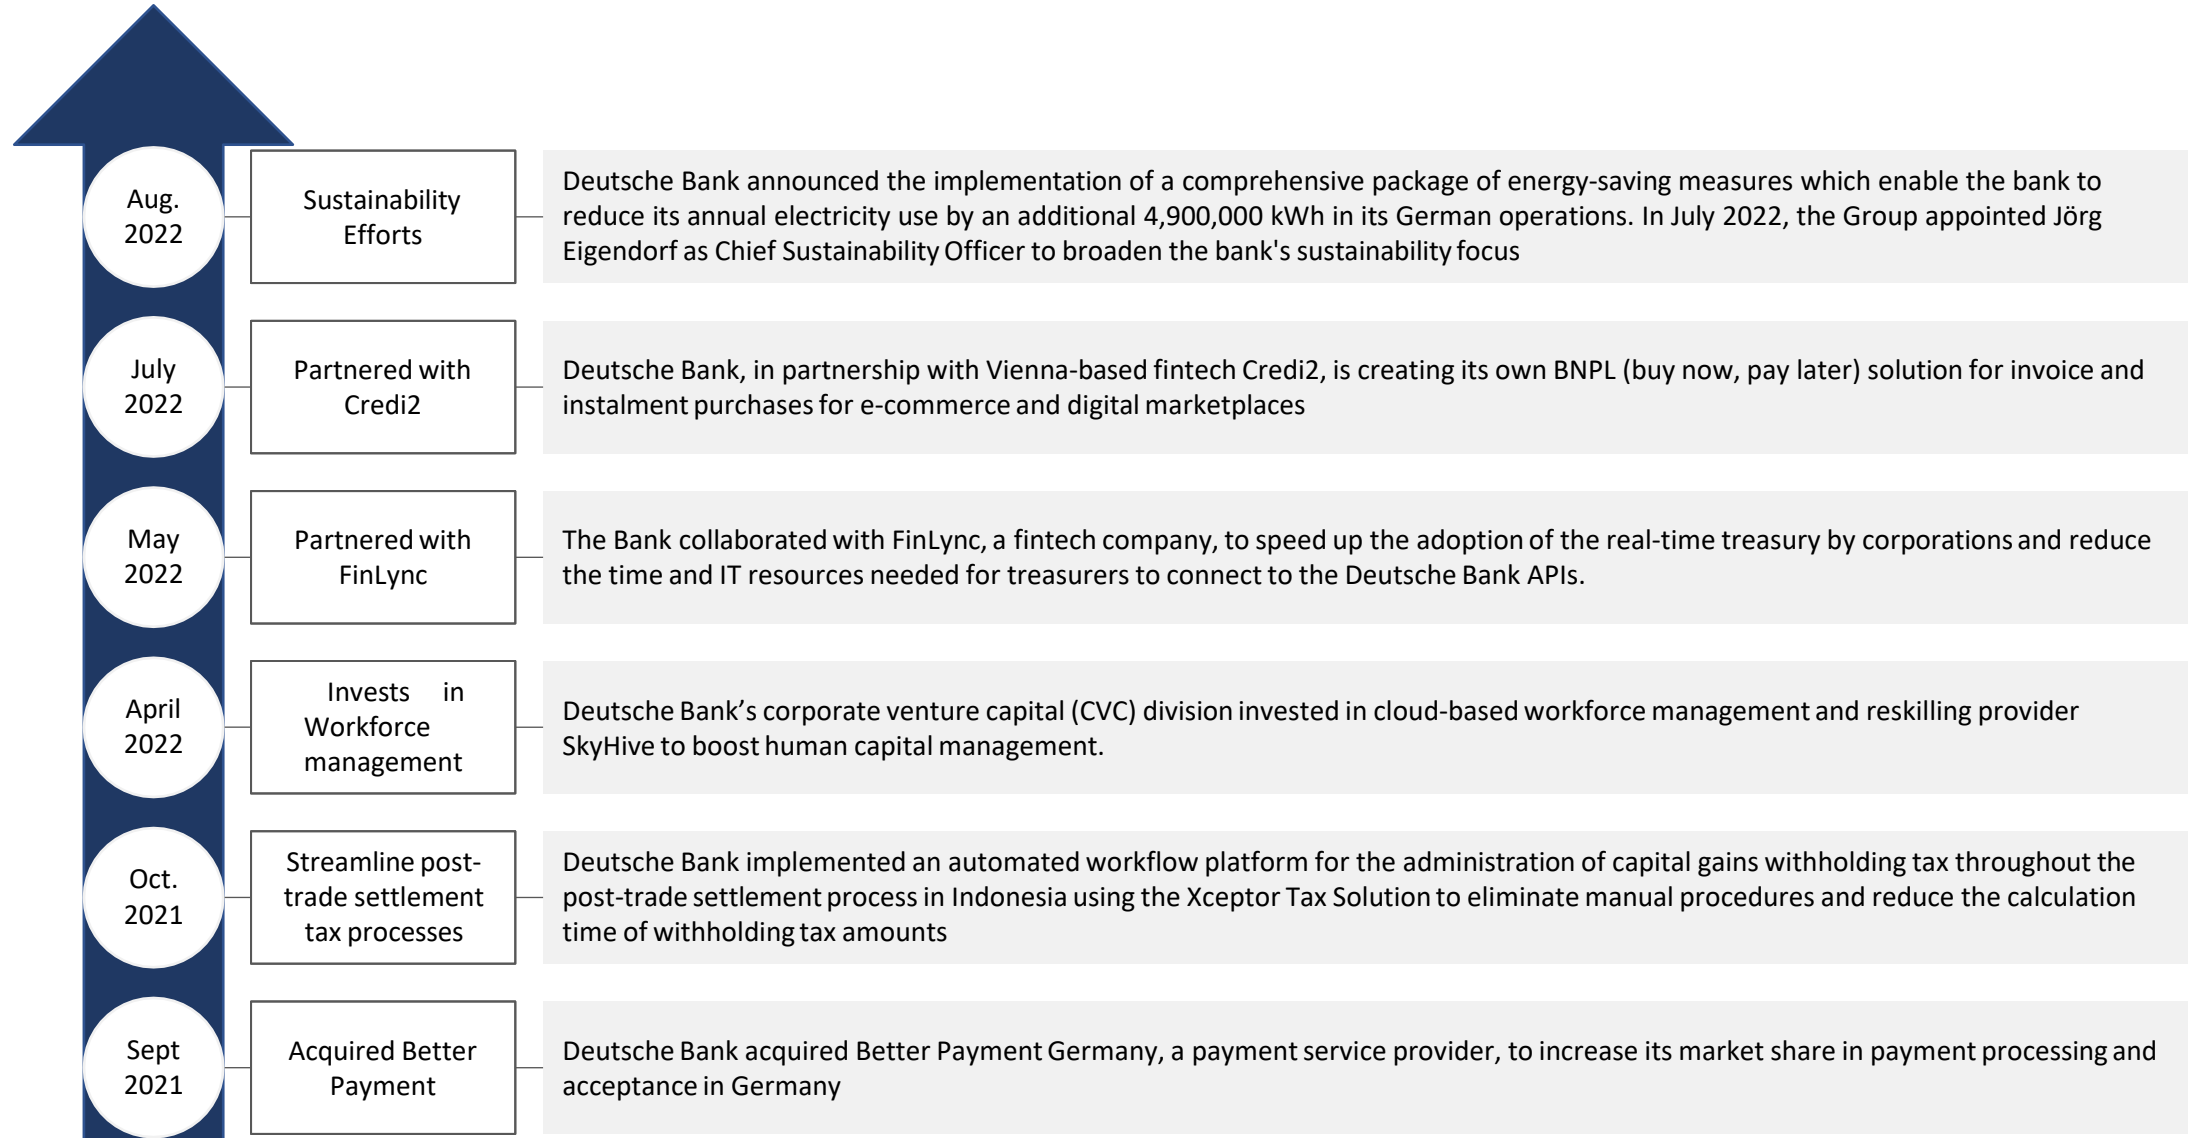 Aug.
2022
Sustainability
Efforts
Deutsche Bank announced the implementation of a comprehensive package of energy-saving measures which enable the bank to
reduce its annual electricity use by an additional 4,900,000 kWh in its German operations. In July 2022, the Group appointed Jörg
Eigendorf as Chief Sustainability Officer to broaden the bank's sustainability focus
July
2022
Partnered with
Credi2
Deutsche Bank, in partnership with Vienna-based fintech Credi2, is creating its own BNPL (buy now, pay later) solution for invoice and
instalment purchases for e-commerce and digital marketplaces
May
2022
Partnered with
FinLync
The Bank collaborated with FinLync, a fintech company, to speed up the adoption of the real-time treasury by corporations and reduce
the time and IT resources needed for treasurers to connect to the Deutsche Bank APIs.
April
2022
Invests in
Workforce
management
Deutsche Bank’s corporate venture capital (CVC) division invested in cloud-based workforce management and reskilling provider
SkyHive to boost human capital management.
Oct.
2021
Streamline post-
trade settlement
tax processes
Deutsche Bank implemented an automated workflow platform for the administration of capital gains withholding tax throughout the
post-trade settlement process in Indonesia using the Xceptor Tax Solution to eliminate manual procedures and reduce the calculation
time of withholding tax amounts
Sept
2021
Acquired Better
Payment
Deutsche Bank acquired Better Payment Germany, a payment service provider, to increase its market share in payment processing and
acceptance in Germany